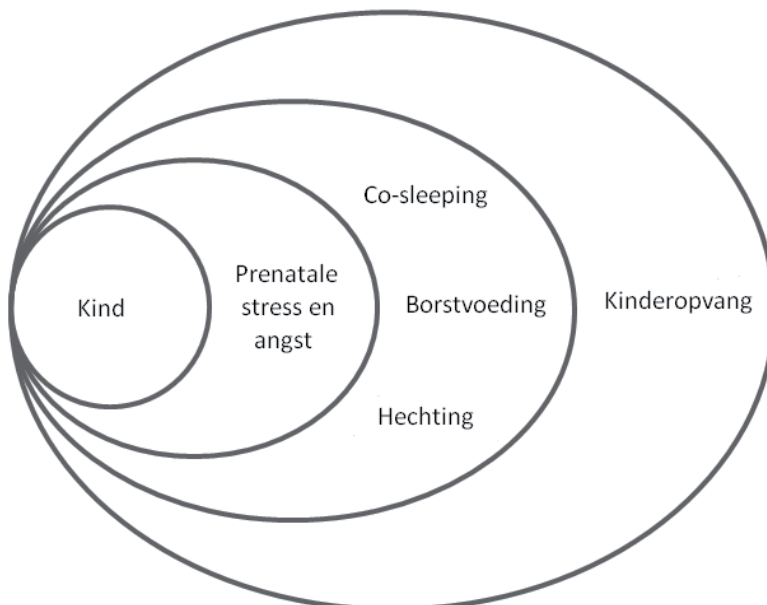 Kind
Prenatale
stress en
angst
Co-sleeping
Borstvoeding
Hechting
Kinderopvang